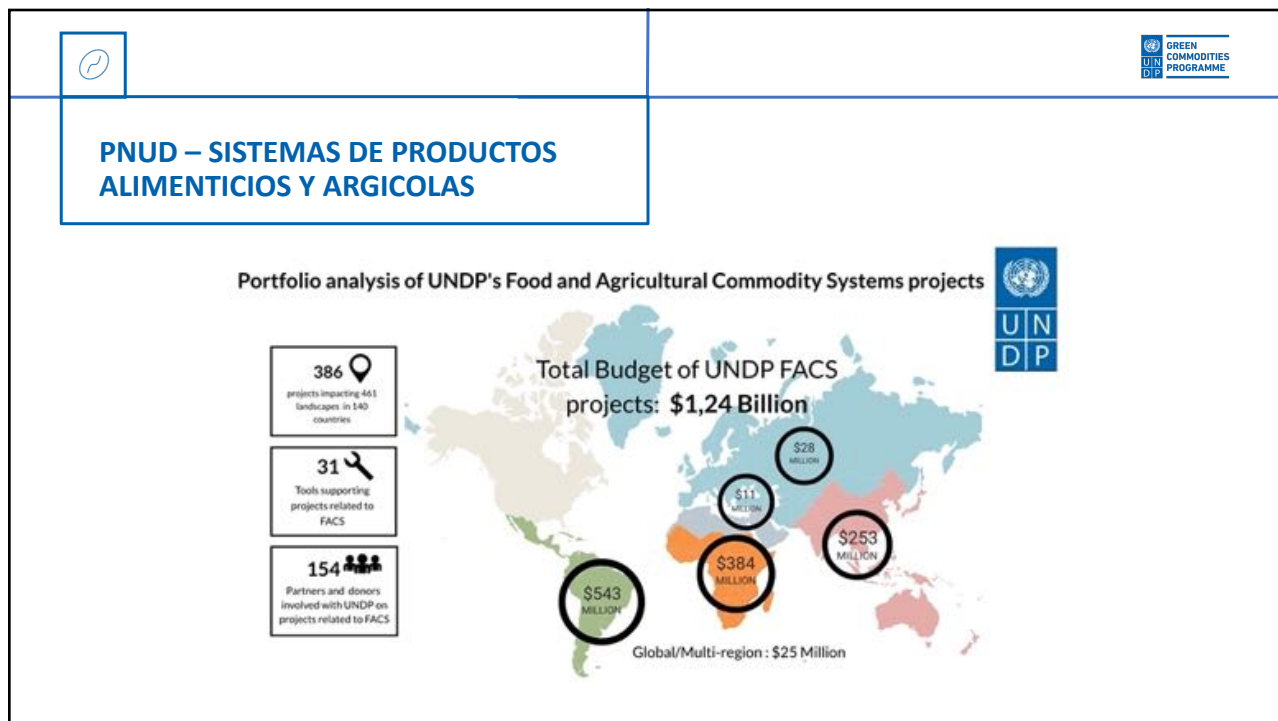 GREEN
COMMODITIES
PROGRAMME
U N
D P
PNUD – SISTEMAS DE PRODUCTOS
ALIMENTICIOS Y ARGICOLAS
Portfolio analysis of UNDP's Food and Agricultural Commodity Systems projects
U N
D P
386
projects impacting 461
landscapes in 140
countries
31
Tools supporting
projects related to
FACS
154
Partners and donors
involved with UNDP on
projects related to FACS
Total Budget of UNDP FACS
projects: $1,24 Billion
$28
MILLION
$11
MILLION
$253
MILLION
$384
MILLION
$543
MILLION
Global/Multi-region : $25 Million